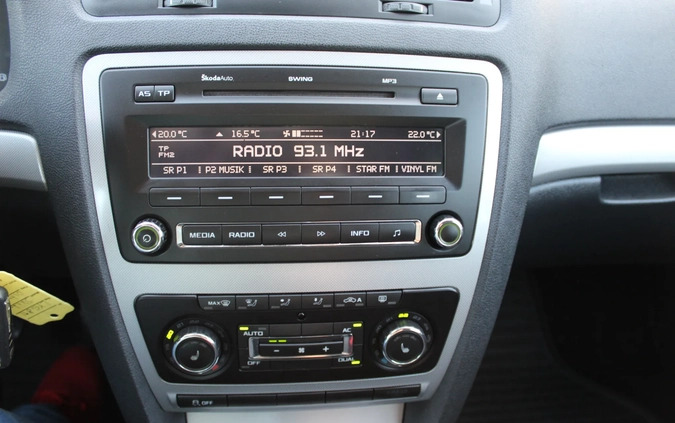 ŠkodaAuto SWING MP3
AS TP
20.0°C 16.5°C 21:17 22.0°C
TP
FM2
RADIO 93.1 MHz
SR P1 P2 MUSIK SR P3 SR P4 STAR FM VINYL FM
MEDIA RADIO INFO
MAX A
AUTO AC
OFF DUAL
OFF